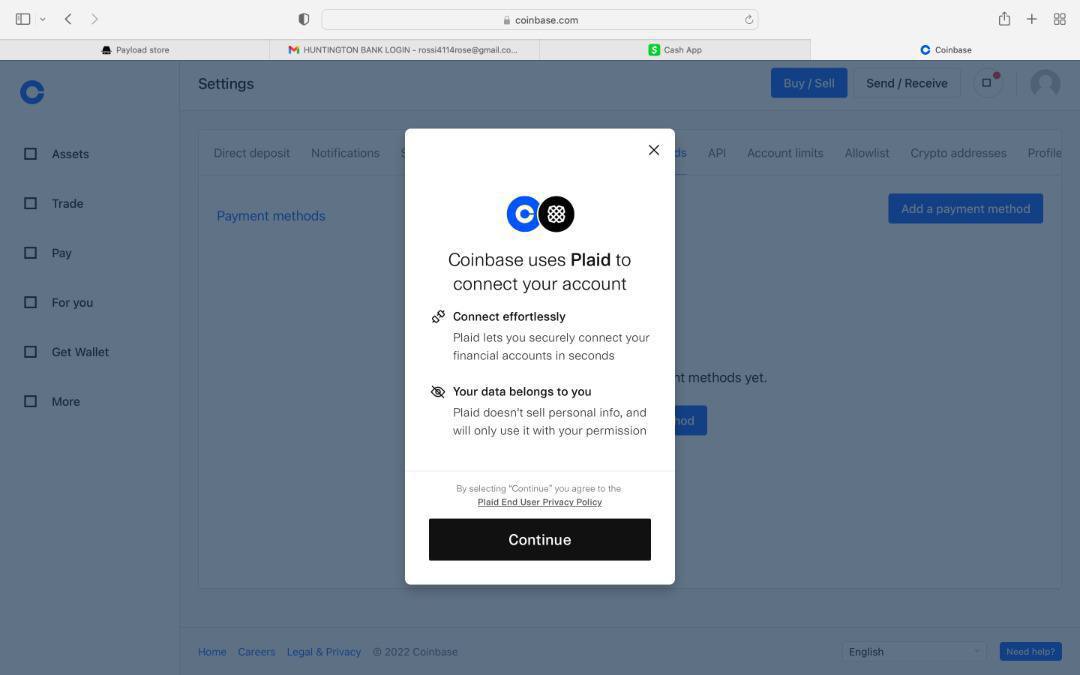 coinbase.com
Payload store
HUNTINGTON BANK LOGIN - rossi4114rose@gmail.co...
Cash App
Coinbase
Settings
Buy / Sell
Send / Receive
Assets
Trade
Pay
For you
Get Wallet
More
Direct deposit
Notifications
S
ds
API
Account limits
Allowlist
Crypto addresses
Profile
Payment methods
Add a payment method
Coinbase uses Plaid to
connect your account
Connect effortlessly
Plaid lets you securely connect your
financial accounts in seconds
nt methods yet.
Your data belongs to you
Plaid doesn't sell personal info, and
will only use it with your permission
hod
By selecting “Continue” you agree to the
Plaid End User Privacy Policy
Continue
Home Careers Legal & Privacy © 2022 Coinbase
English
Need help?